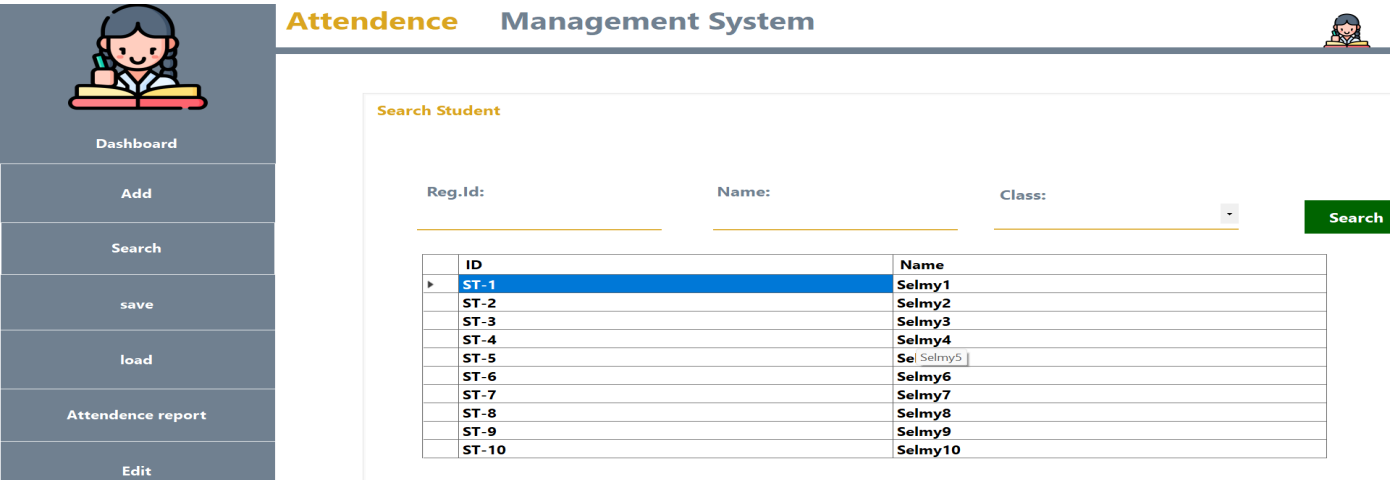 Attendence Management System
Dashboard
Add
Search
save
load
Attendence report
Edit
Search Student
Reg.Id: Name: Class:
Search
ID Name
ST-1 Selmy1
ST-2 Selmy2
ST-3 Selmy3
ST-4 Selmy4
ST-5 Se Selmy5
ST-6 Selmy6
ST-7 Selmy7
ST-8 Selmy8
ST-9 Selmy9
ST-10 Selmy10